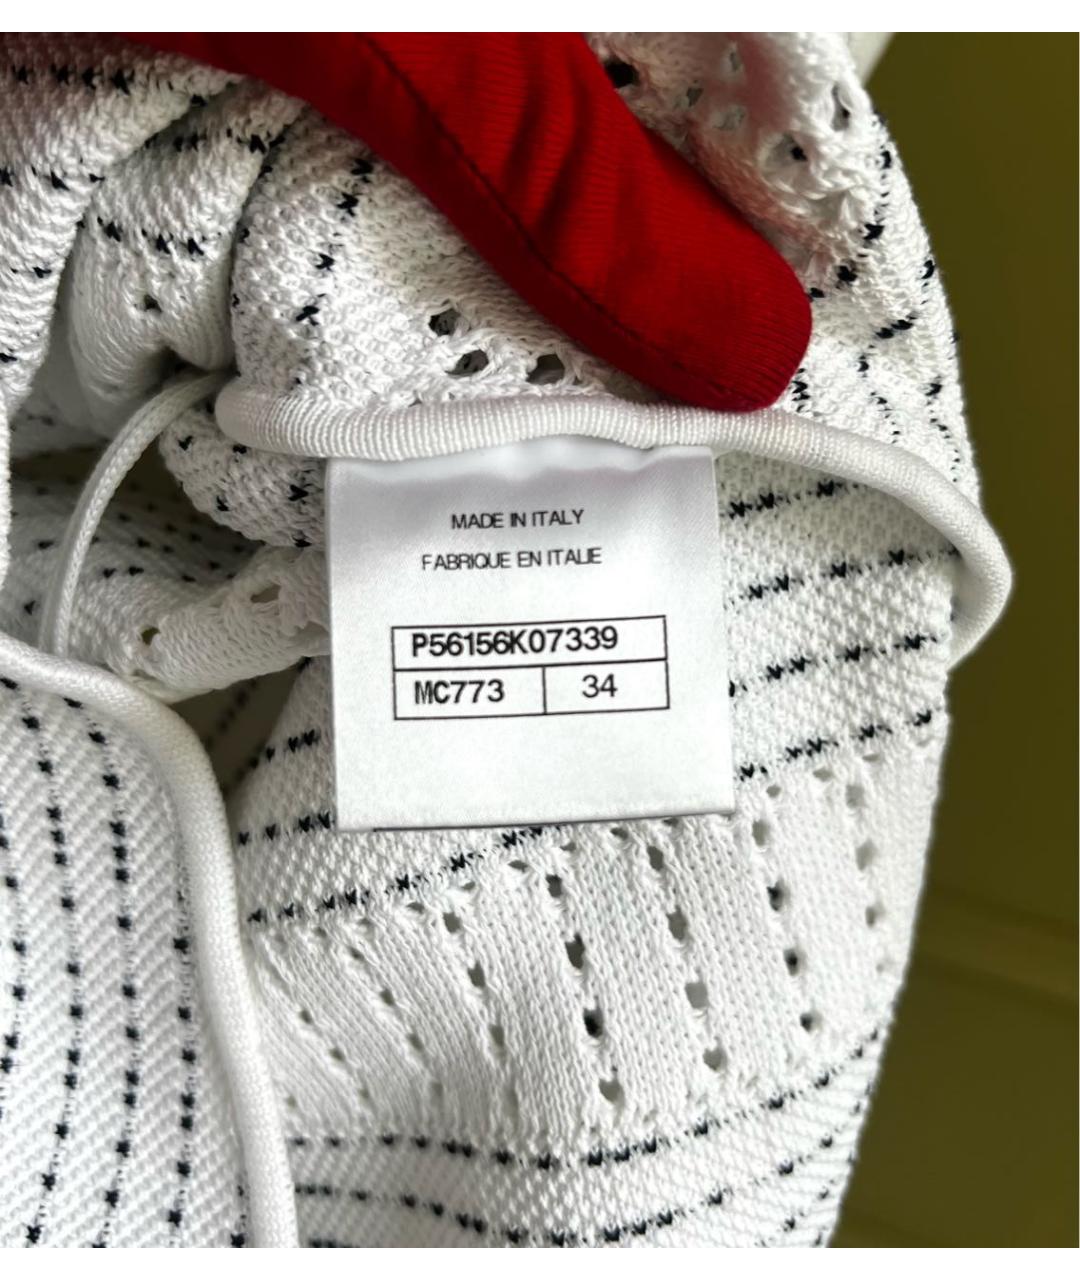 MADE IN ITALY
FABRIQUE EN ITALIE
P56156K07339
MC773 34